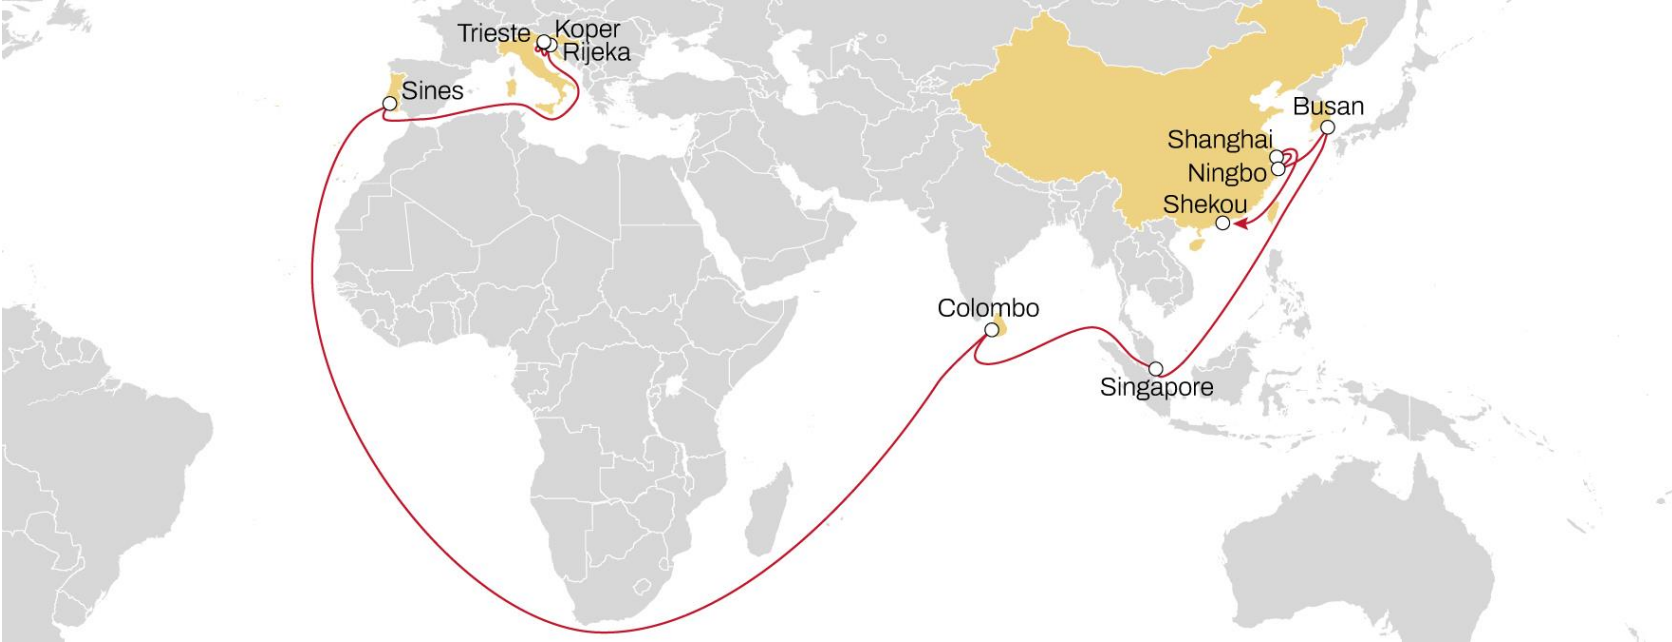 Trieste
Koper
Rijeka
Sines
Busan
Shanghai
Ningbo
Shekou
Colombo
Singapore